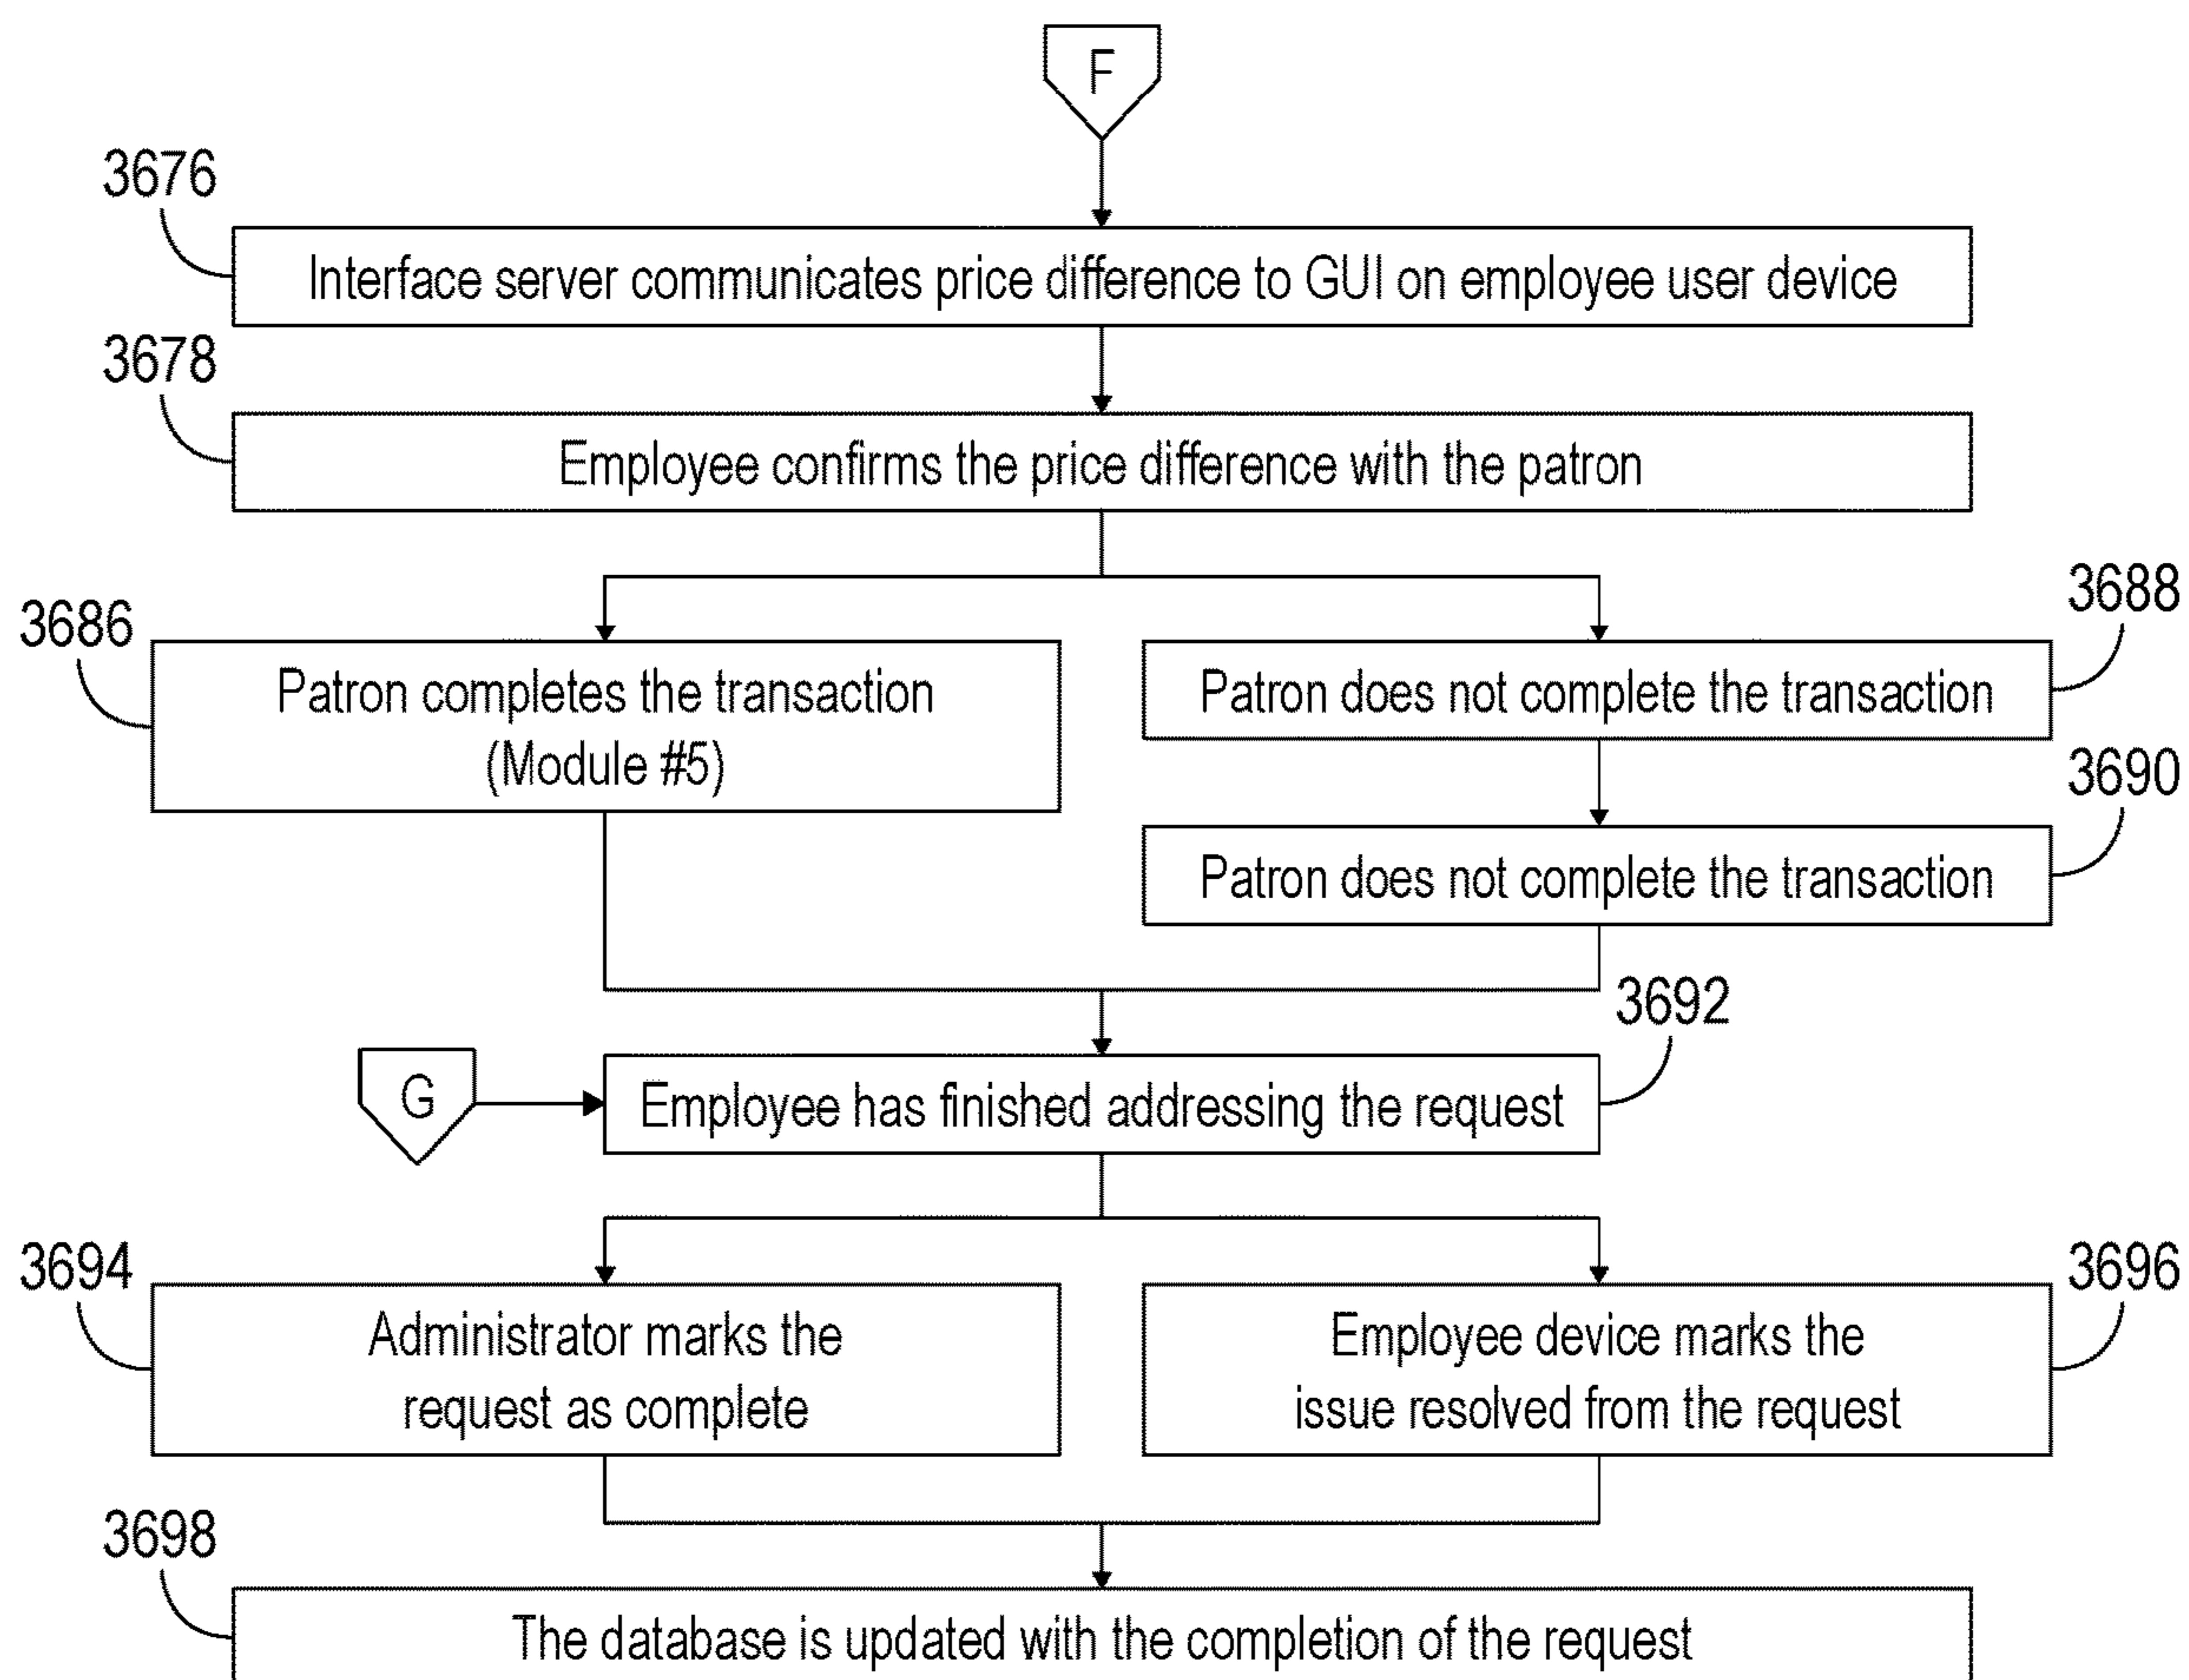 F
3676
Interface server communicates price difference to GUI on employee user device
3678
Employee confirms the price difference with the patron
3686
Patron completes the transaction
(Module #5)
3688
Patron does not complete the transaction
3690
Patron does not complete the transaction
3692
G
Employee has finished addressing the request
3694
Administrator marks the
request as complete
3696
Employee device marks the
issue resolved from the request
3698
The database is updated with the completion of the request